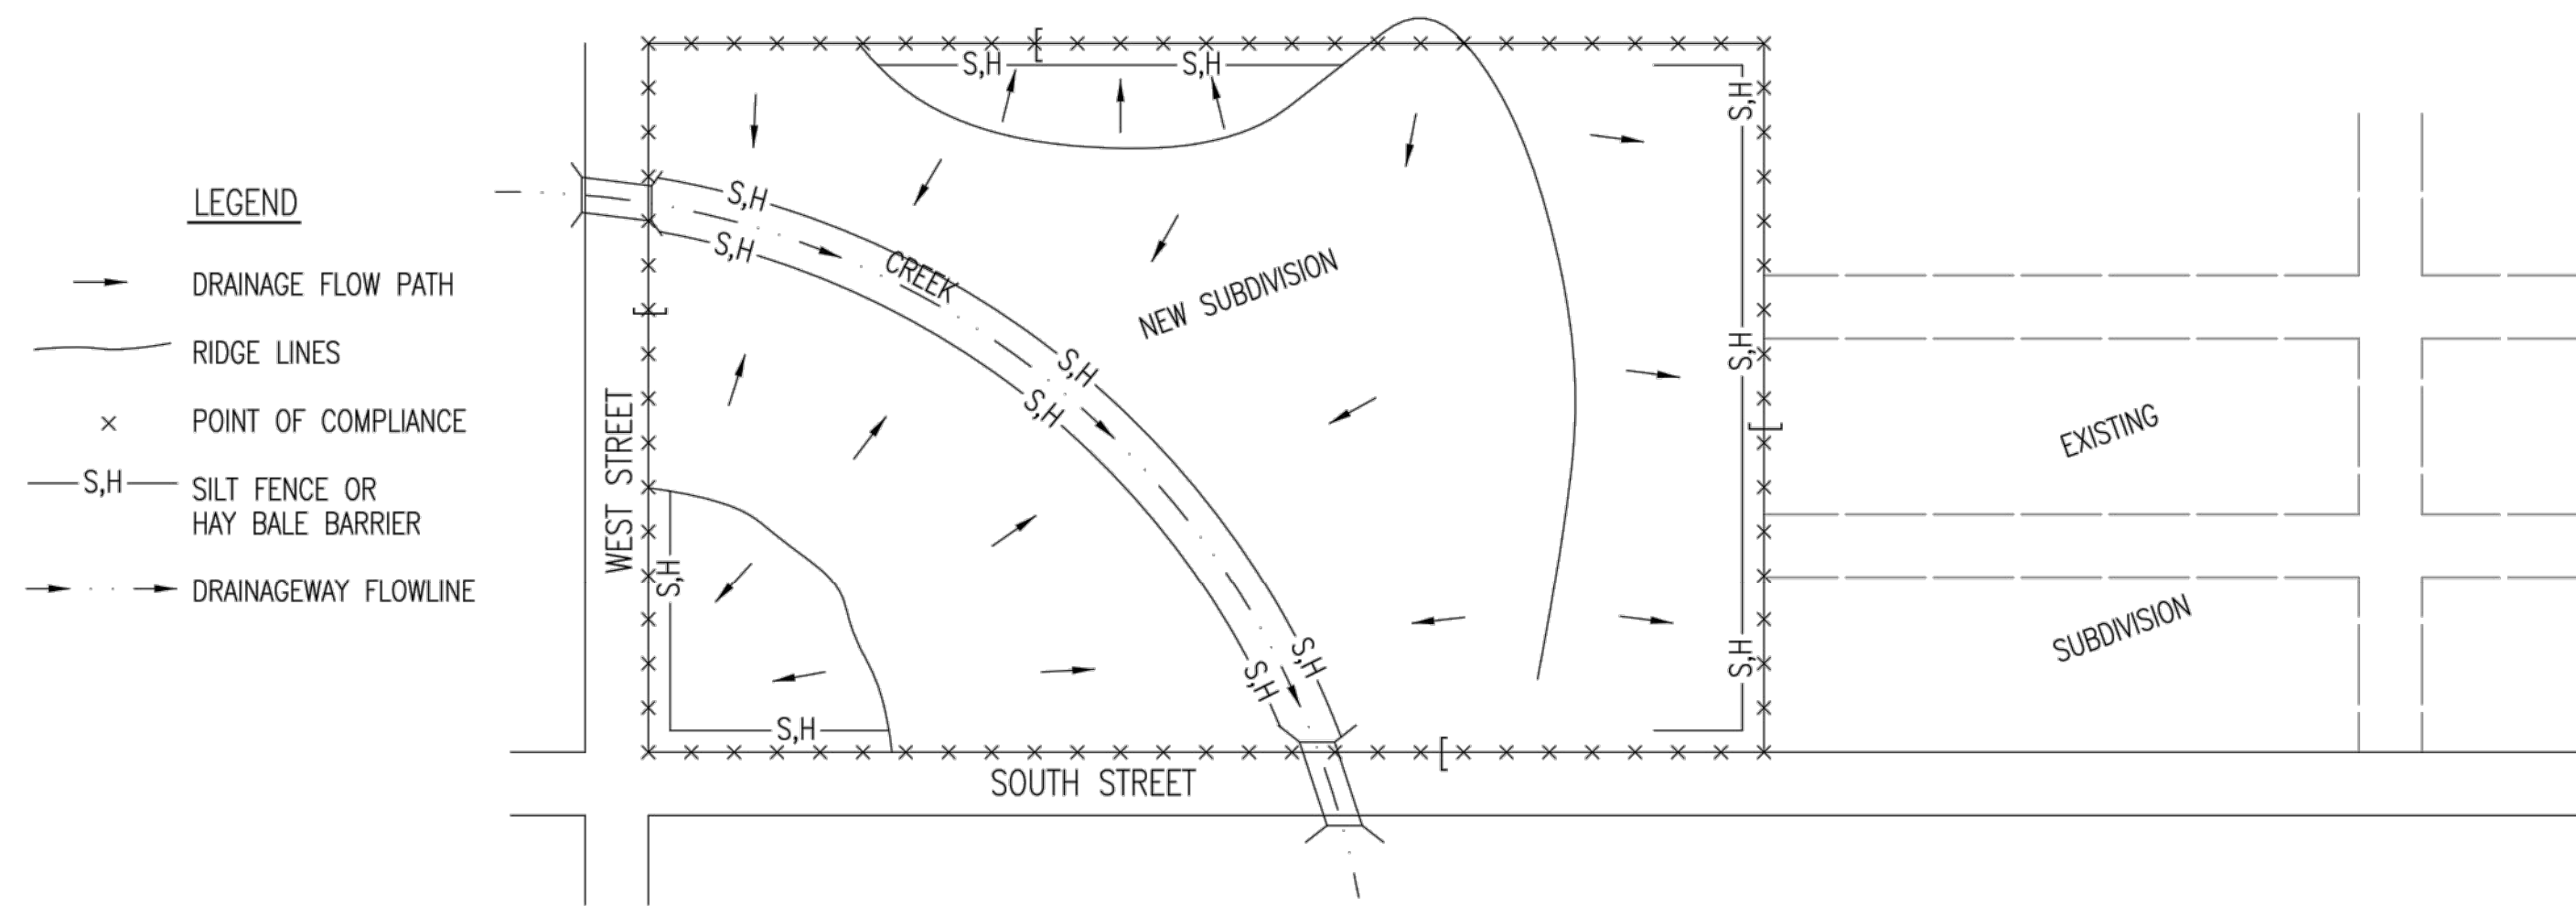 LEGEND
DRAINAGE FLOW PATH
RIDGE LINES
POINT OF COMPLIANCE
S,H
SILT FENCE OR
HAY BALE BARRIER
DRAINAGEWAY FLOWLINE
S,H
S,H
S,H
S,H
S,H
CREEK
NEW SUBDIVISION
S,H
S,H
S,H
WEST STREET
EXISTING
S,H
S,H
S,H
S,H
SUBDIVISION
S,H
SOUTH STREET